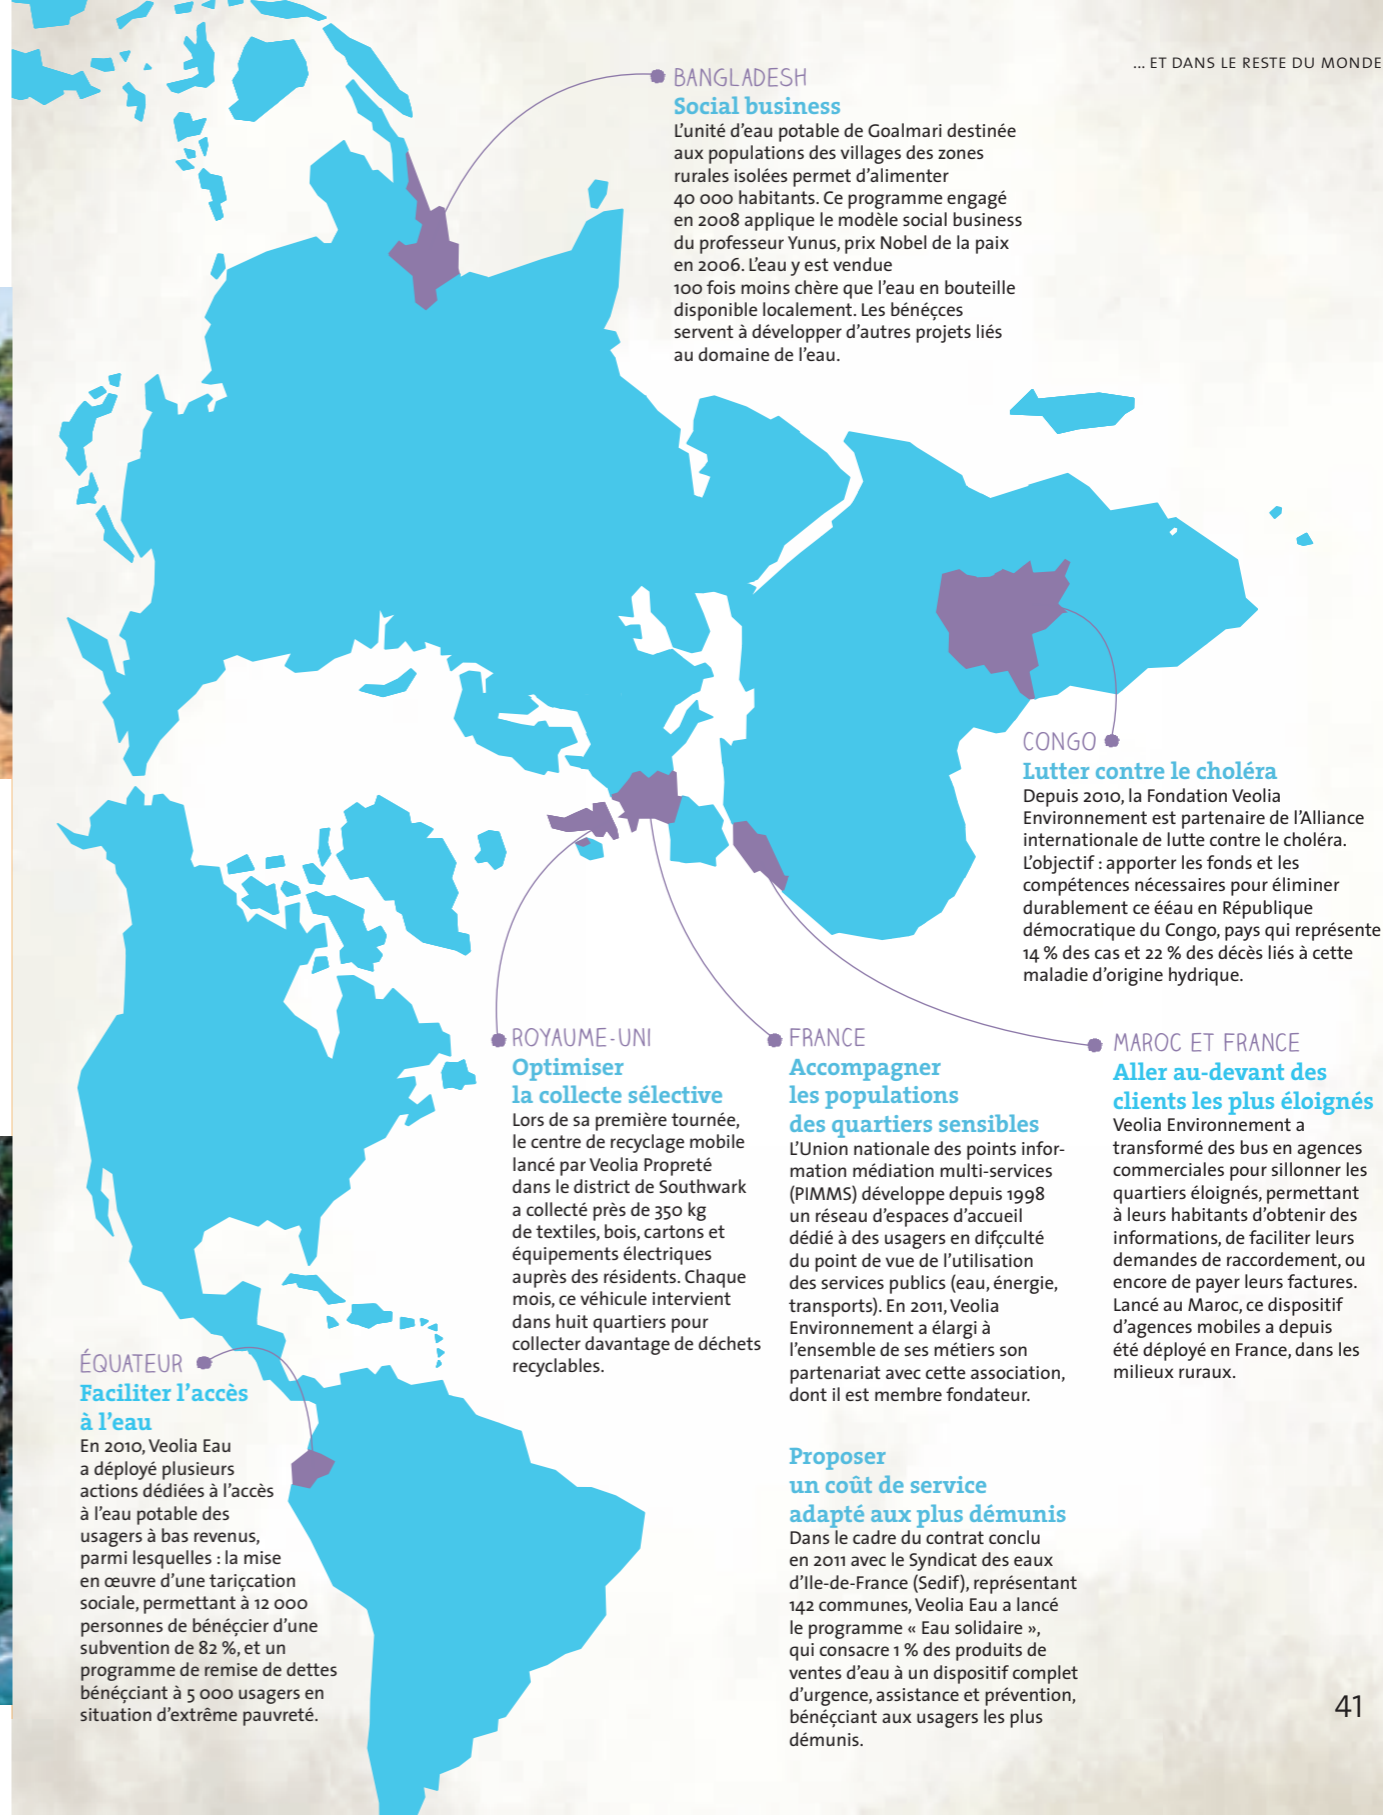 ... ET DANS LE RESTE DU MONDE
BANGLADESH
Social business
L'unité d'eau potable de Goalmari destinée
aux populations des villages des zones
rurales isolées permet d'alimenter
40 000 habitants. Ce programme engagé
en 2008 applique le modèle social business
du professeur Yunus, prix Nobel de la paix
en 2006. L'eau y est vendue
100 fois moins chère que l'eau en bouteille
disponible localement. Les bénéçces
servent à développer d'autres projets liés
au domaine de l'eau.
CONGO
Lutter contre le choléra
Depuis 2010, la Fondation Veolia
Environnement est partenaire de l'Alliance
internationale de lutte contre le choléra.
L'objectif : apporter les fonds et les
compétences nécessaires pour éliminer
durablement ce ééau en République
démocratique du Congo, pays qui représente
14 % des cas et 22 % des décès liés à cette
maladie d'origine hydrique.
ROYAUME-UNI
Optimiser
la collecte sélective
Lors de sa première tournée,
le centre de recyclage mobile
lancé par Veolia Propreté
dans le district de Southwark
a collecté près de 350 kg
de textiles, bois, cartons et
équipements électriques
auprès des résidents. Chaque
mois, ce véhicule intervient
dans huit quartiers pour
collecter davantage de déchets
recyclables.
FRANCE
Accompagner
les populations
des quartiers sensibles
L'Union nationale des points infor-
mation médiation multi-services
(PIMMS) développe depuis 1998
un réseau d'espaces d'accueil
dédié à des usagers en difçculté
du point de vue de l'utilisation
des services publics (eau, énergie,
transports). En 2011, Veolia
Environnement a élargi à
l'ensemble de ses métiers son
partenariat avec cette association,
dont il est membre fondateur.
Proposer
un coût de service
adapté aux plus démunis
Dans le cadre du contrat conclu
en 2011 avec le Syndicat des eaux
d'Ile-de-France (Sedif), représentant
142 communes, Veolia Eau a lancé
le programme « Eau solidaire »,
qui consacre 1 % des produits de
ventes d'eau à un dispositif complet
d'urgence, assistance et prévention,
bénéçciant aux usagers les plus
démunis.
MAROC ET FRANCE
Aller au-devant des
clients les plus éloignés
Veolia Environnement a
transformé des bus en agences
commerciales pour sillonner les
quartiers éloignés, permettant
à leurs habitants d'obtenir des
informations, de faciliter leurs
demandes de raccordement, ou
encore de payer leurs factures.
Lancé au Maroc, ce dispositif
d'agences mobiles a depuis
été déployé en France, dans les
milieux ruraux.
ÉQUATEUR
Faciliter l'accès
à l'eau
En 2010, Veolia Eau
a déployé plusieurs
actions dédiées à l'accès
à l'eau potable des
usagers à bas revenus,
parmi lesquelles : la mise
en œuvre d'une tariçcation
sociale, permettant à 12 000
personnes de bénéçcier d'une
subvention de 82 %, et un
programme de remise de dettes
bénéçciant à 5 000 usagers en
situation d'extrême pauvreté.
41